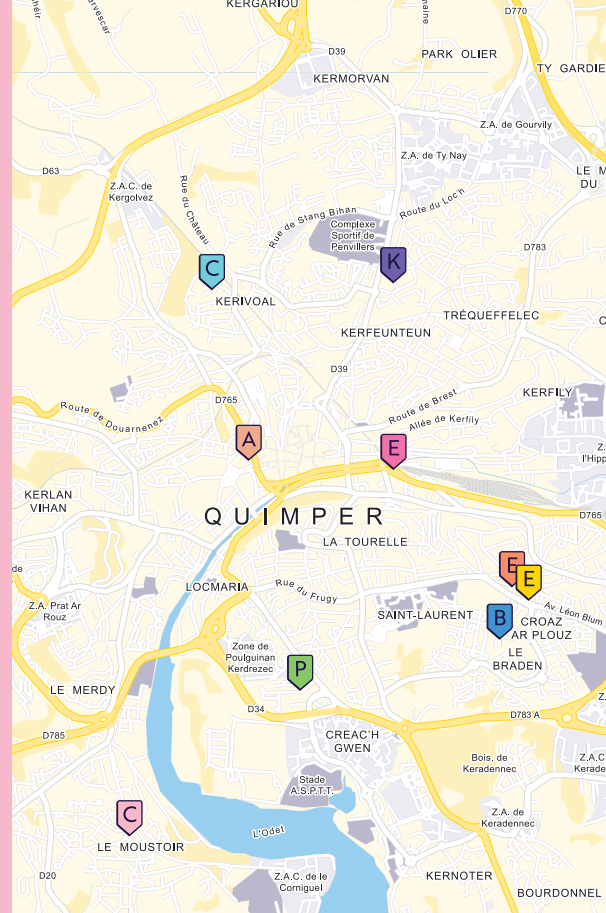 KERGARIOU
D770
D39
PARK OLIER
KERMORVAN
TY GARDIE
Z.A. de Gourvily
Z.A. de Ty Nay
D63
LE M
DU
Z.A.C. de
Kergolvez
Rue du Château
Rue de Stang Bihan
Route du Loc'h
Complexe
Sportif de
Penvillers
D783
C
K
KERIVOAL
TRÉQUEFFELEC
C
KERFEUNTEUN
D39
KERFILY
D765
Route de Brest
Route de Douarnenez
Allée de Kerfily
A
E
Z.
l'Hipp
KERLAN
VIHAN
QUIMPER
D765
LA TOURELLE
E
E
de
LOCMARIA
Rue du Frugy
Z.A. Prat Ar
Rouz
SAINT-LAURENT
Av. Léon Blum
B
CROAZ
AR PLOUZ
Zone de
Poulguinan
Kerdrezec
LE
BRADEN
P
LE MERDY
Z.
D34
D783 A
D785
CREAC'H
GWEN
Bois. de
Keradennec
Z.A.C
Kerade
Stade
A.S.P.T.T.
C
Z.A. de
Keradennec
L'Odet
LE MOUSTOIR
D20
Z.A.C. de le
Corniguel
KERNOTER
BOURDONNEL